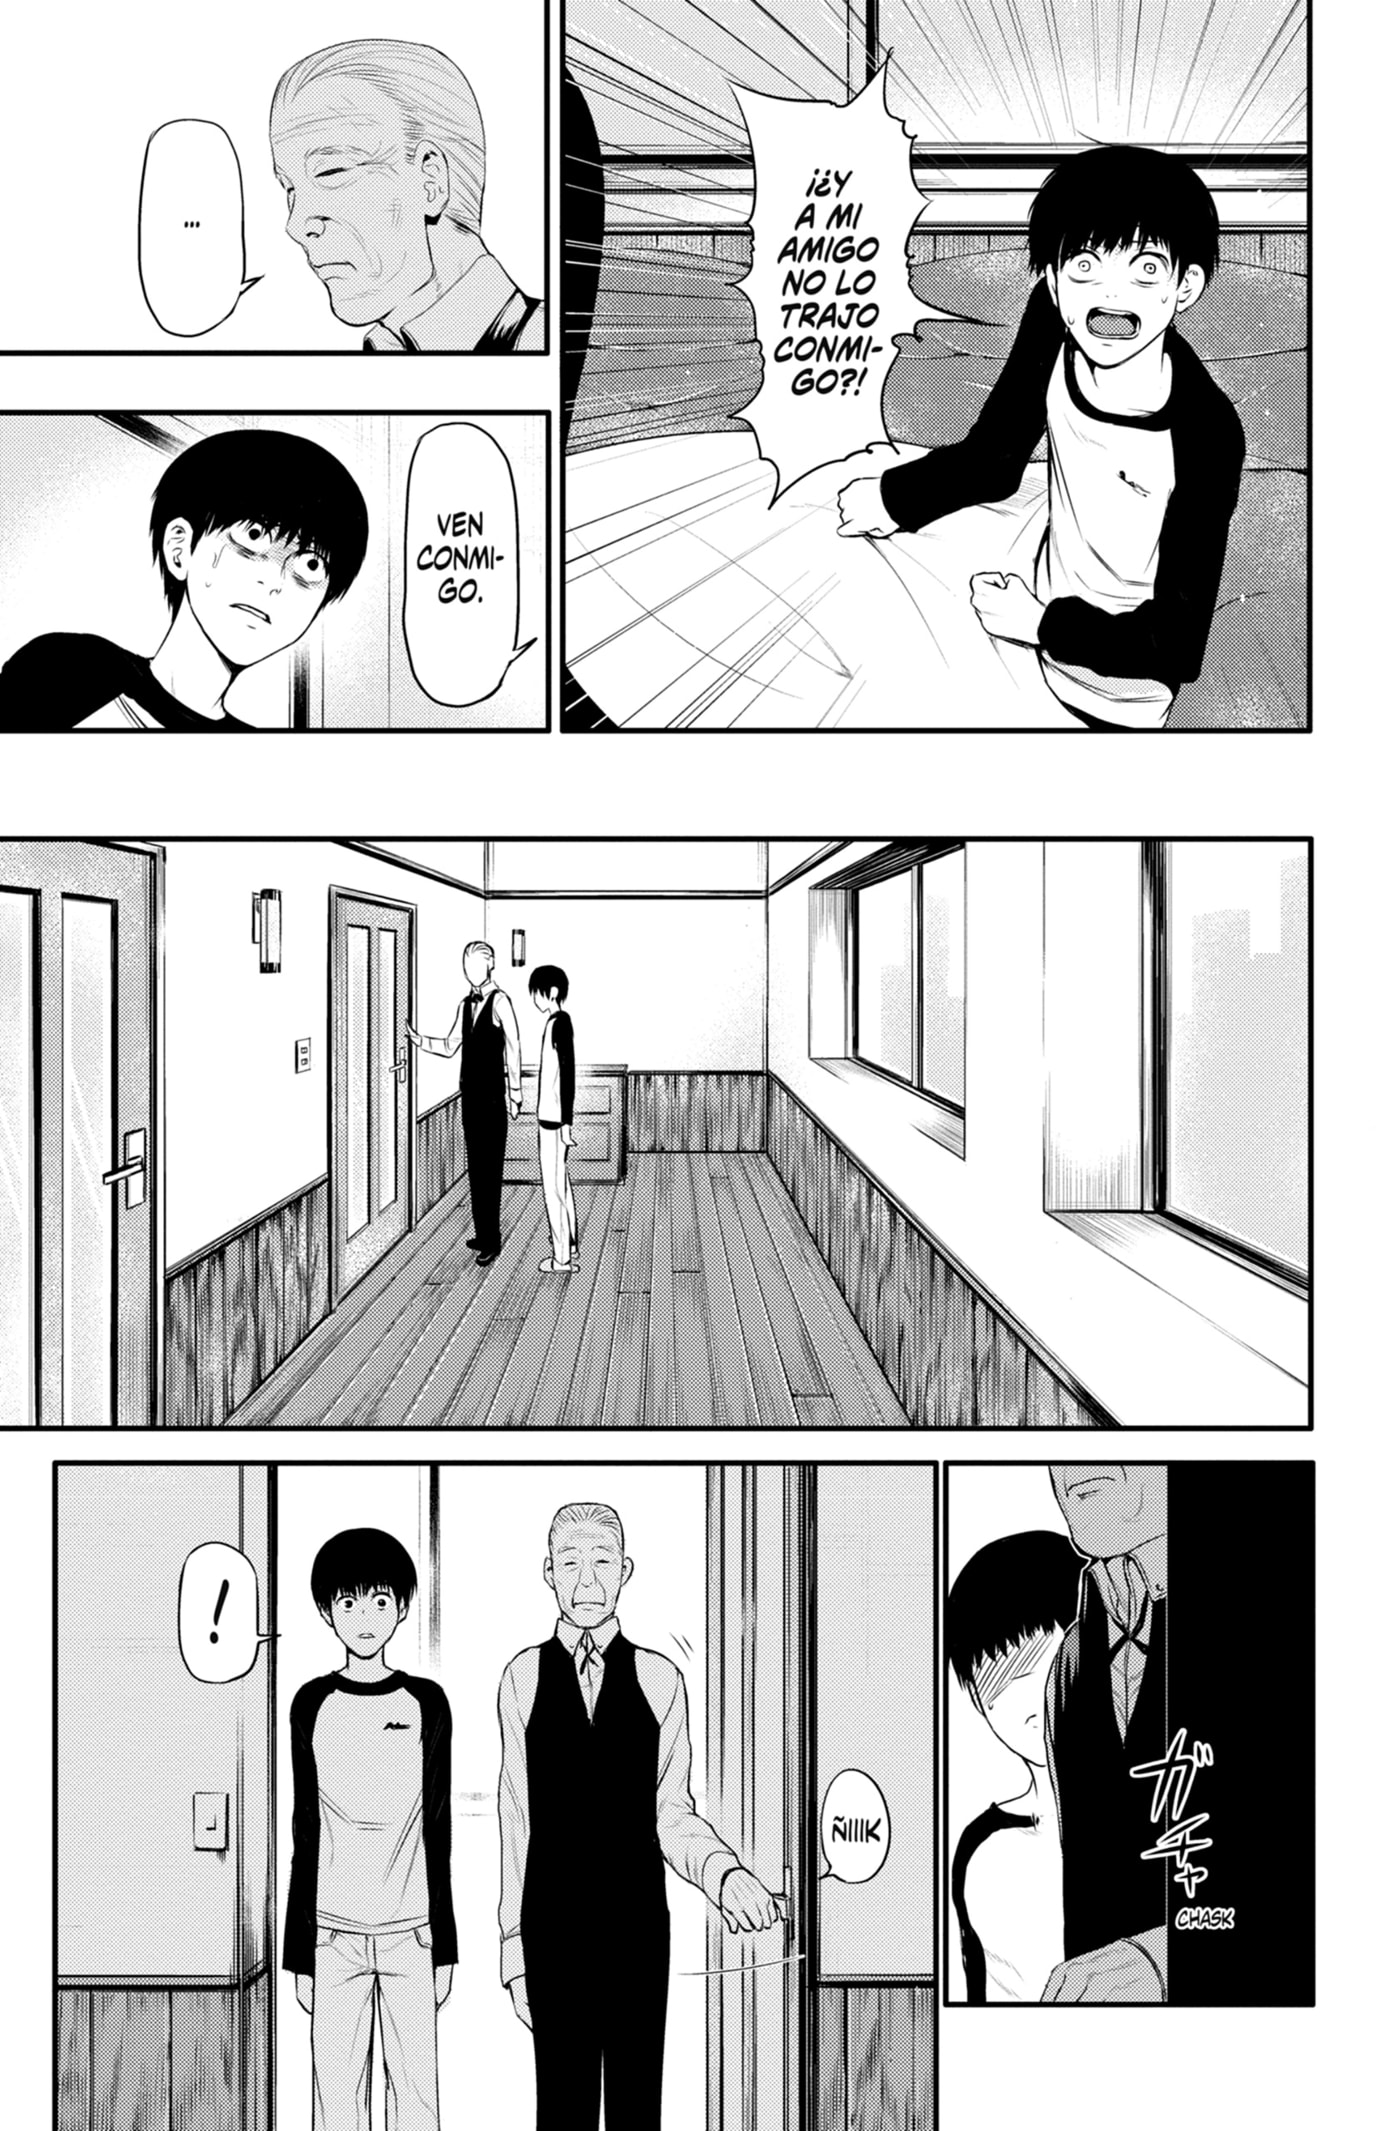 ¡¿Y
A MI
AMIGO
NO LO
TRAJO
CONMI-
GO?!
...
VEN
CONMI-
GO.
ガチャ
CHASK
ÑIIIK
!